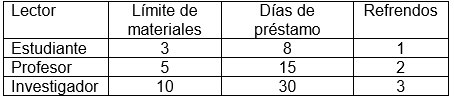 Lector Límite de Días de Refrendos
materiales préstamo
Estudiante 3 8 1
Profesor 5 15 2
Investigador 10 30 3